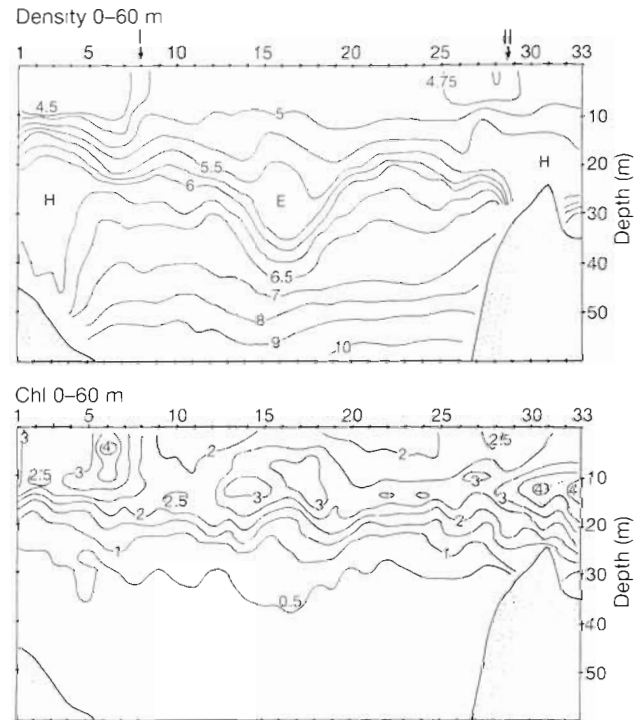 Density 0–60 m
1 5 10 15 20 25 30 33
4.5 5 4.75
10
5.5 20
6 H E H
30
6.5 40
7
8 50
9 10
Depth (m)
Chl 0–60 m
1 5 10 15 20 25 30 33
3 4 2 2 2.5
2.5 3 3 3 3 3 4 4 10
2.5
2 2 20
1 1
30
0.5
40
50
Depth (m)